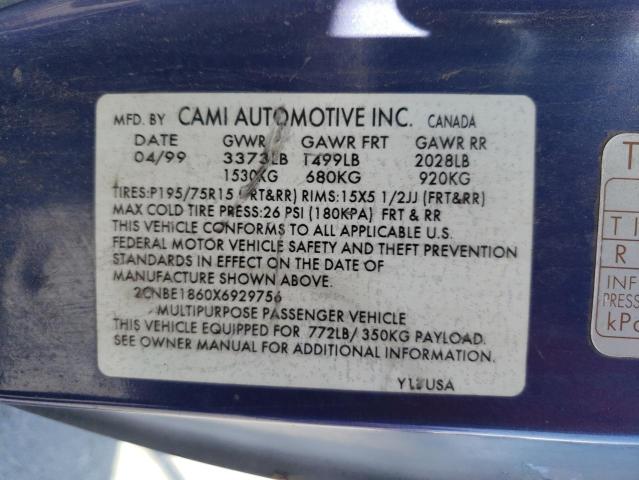 MFD. BY CAMI AUTOMOTIVE INC. CANADA
DATE GVWR GAWR FRT GAWR RR
04/99 3373LB 1499LB 2028LB
1530KG 680KG 920KG
TIRES:P195/75R15 (FRT&RR) RIMS:15X5 1/2JJ (FRT&RR)
MAX COLD TIRE PRESS:26 PSI (180KPA) FRT & RR
THIS VEHICLE CONFORMS TO ALL APPLICABLE U.S.
FEDERAL MOTOR VEHICLE SAFETY AND THEFT PREVENTION
STANDARDS IN EFFECT ON THE DATE OF
MANUFACTURE SHOWN ABOVE.
2CNBE1860X6929756
MULTIPURPOSE PASSENGER VEHICLE
THIS VEHICLE EQUIPPED FOR 772LB/350KG PAYLOAD.
SEE OWNER MANUAL FOR ADDITIONAL INFORMATION.
USA
T
T I
R
INF
PRESS
kPa